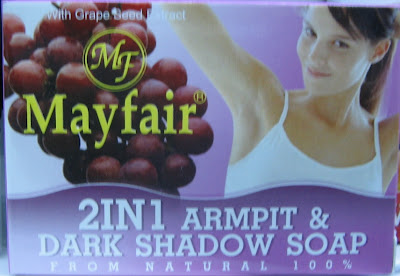 With Grape Seed Extract
MF
Mayfair®
2IN1 ARMPIT &
DARK SHADOW SOAP
FROM NATURAL 100%